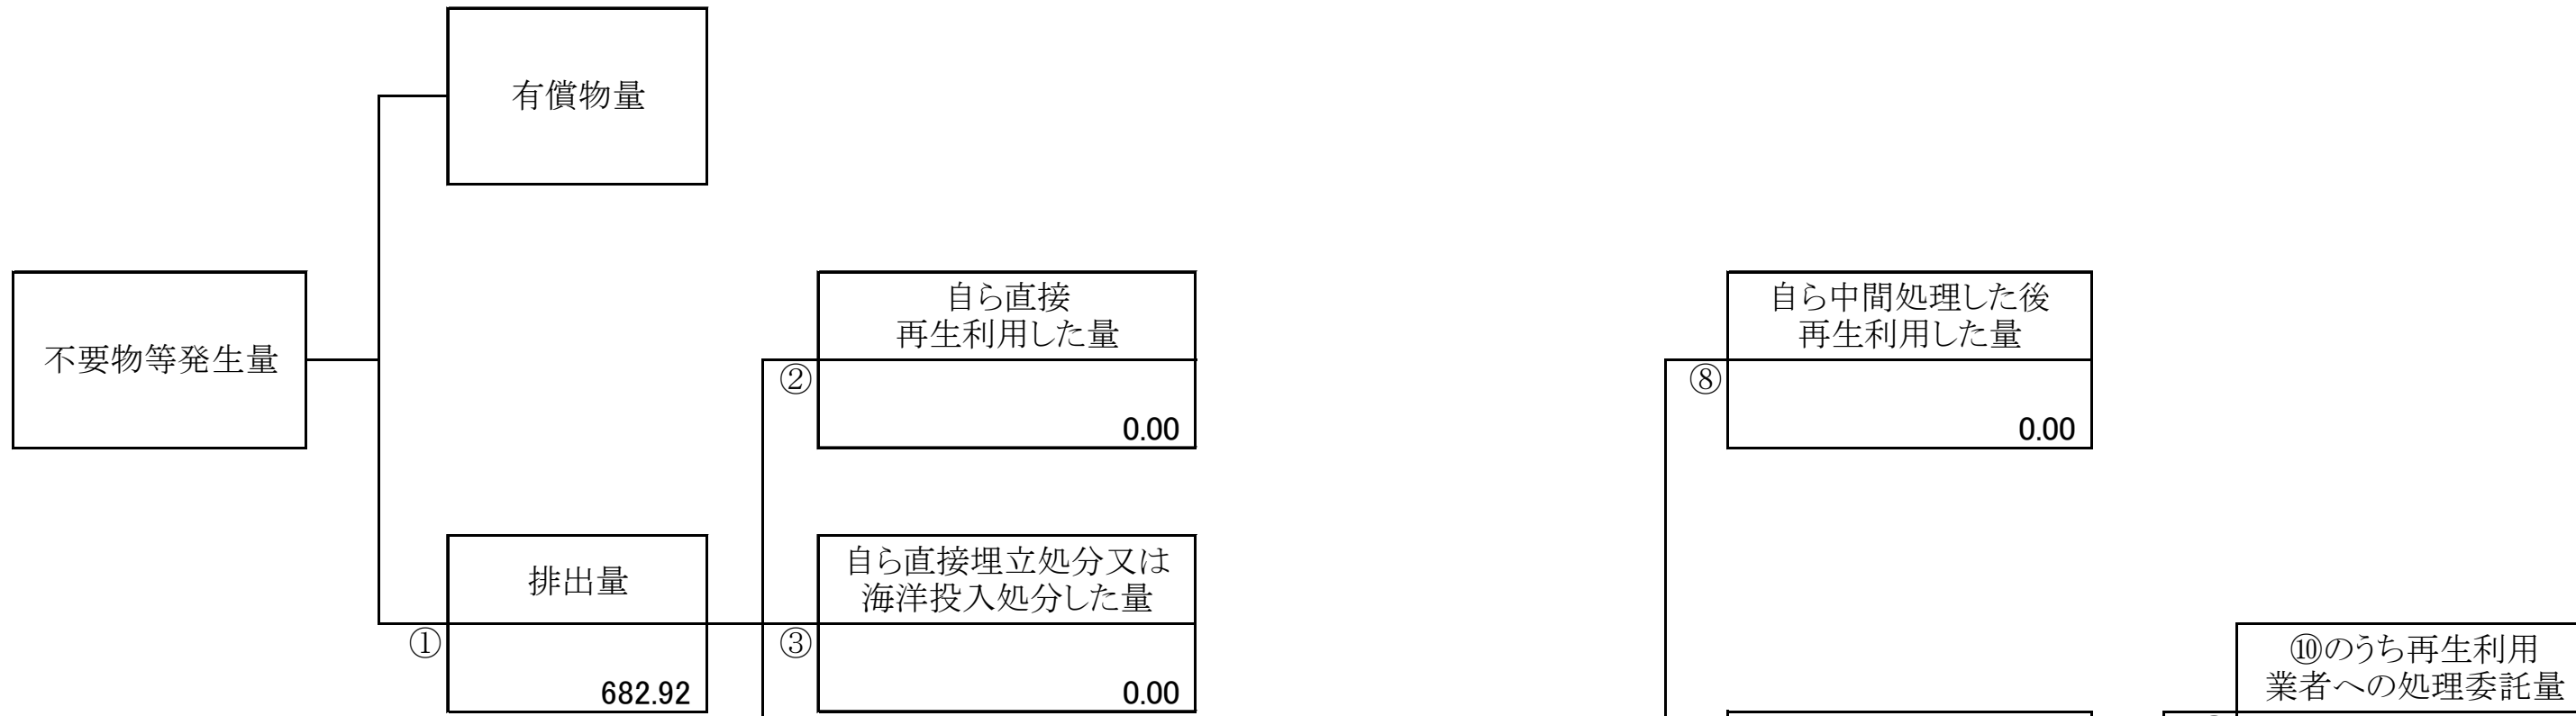 有償物量
不要物等発生量
自ら直接
再生利用した量
②
0.00
自ら中間処理した後
再生利用した量
⑧
0.00
排出量
①
682.92
自ら直接埋立処分又は
海洋投入処分した量
③
0.00
⑩のうち再生利用
業者への処理委託量